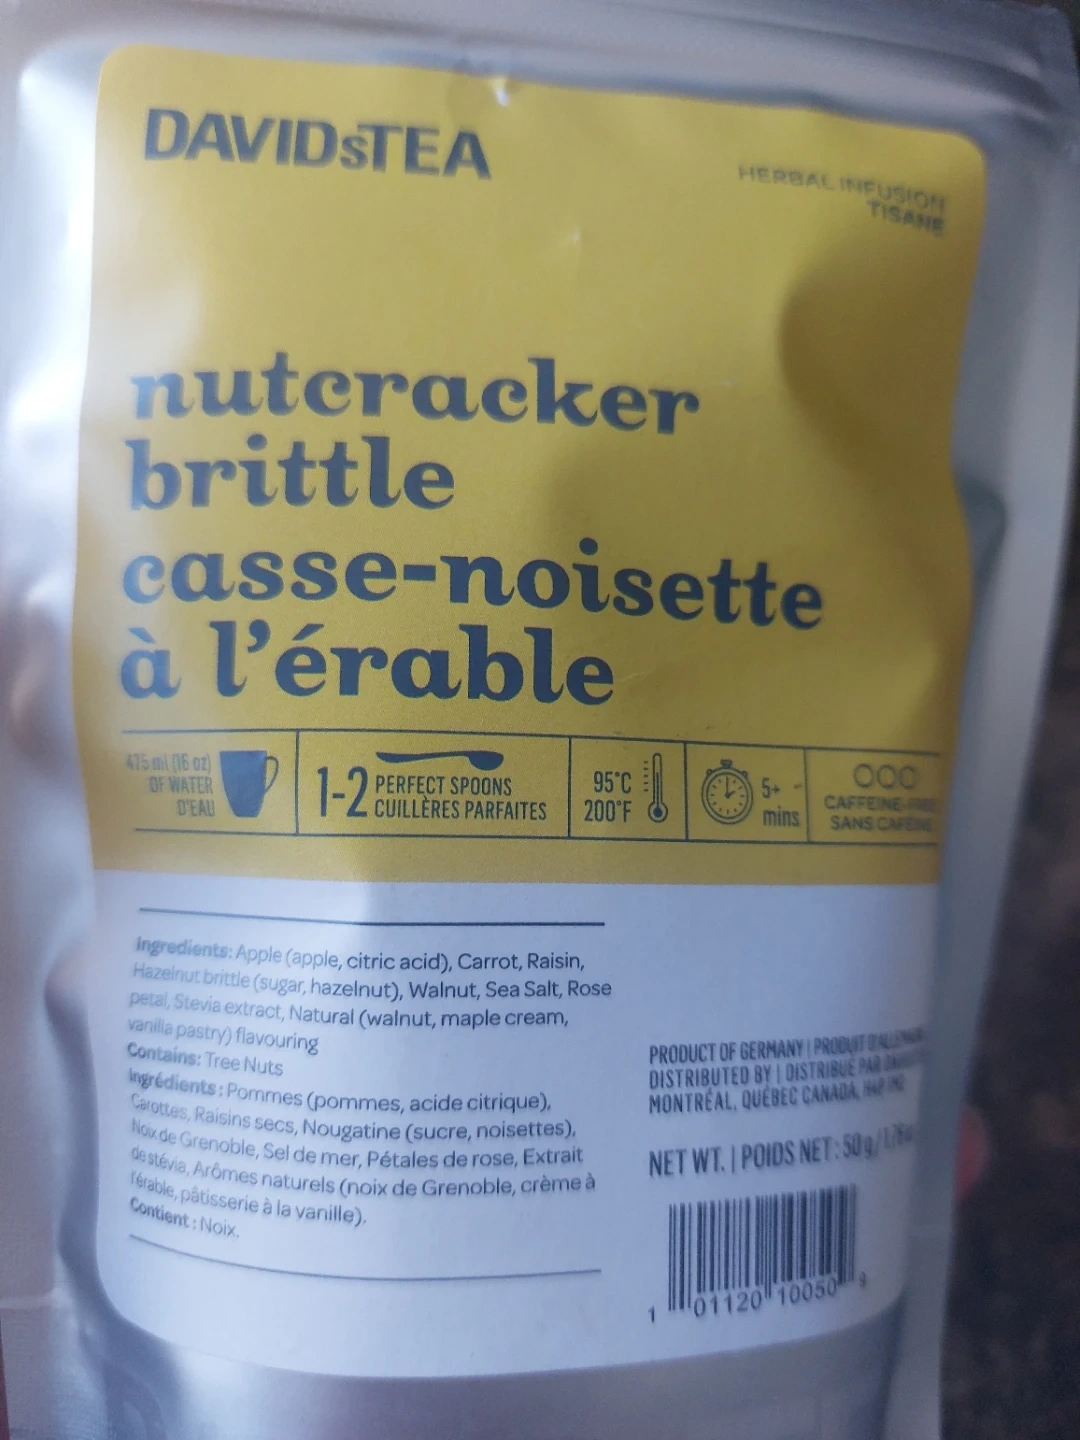 DAVIDsTEA
HERBAL INFUSION
TISANE
nutcracker
brittle
casse-noisette
à l'érable
475 ml (16 oz)
OF WATER
D'EAU
1-2 PERFECT SPOONS
CUILLÈRES PARFAITES
95°C
200°F
5+
mins
CAFFEINE-FREE
SANS CAFÉINE
Ingredients: Apple (apple, citric acid), Carrot, Raisin,
Hazelnut brittle (sugar, hazelnut), Walnut, Sea Salt, Rose
petal, Stevia extract, Natural (walnut, maple cream,
vanilla pastry) flavouring
Contains: Tree Nuts
Ingrédients : Pommes (pommes, acide citrique),
Carottes, Raisins secs, Nougatine (sucre, noisettes),
Noix de Grenoble, Sel de mer, Pétales de rose, Extrait
de stévia, Arômes naturels (noix de Grenoble, crème à
l'érable, pâtisserie à la vanille).
Contient : Noix.
PRODUCT OF GERMANY | PRODUIT
DISTRIBUTED BY | DISTRIBUÉ PAR
MONTRÉAL, QUÉBEC CANADA,
NET WT. | POIDS NET : 50 g /
1 01120 10050 9